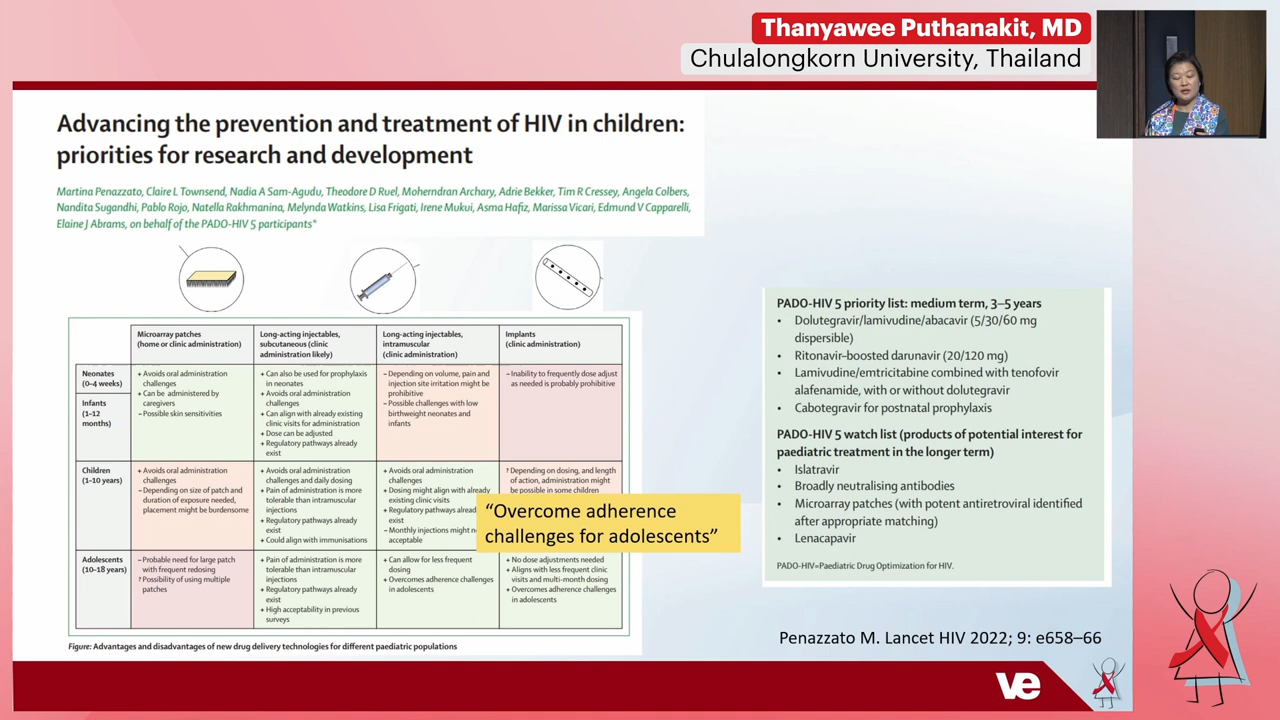 Thanyawee Puthanakit, MD
Chulalongkorn University, Thailand
Advancing the prevention and treatment of HIV in children:
priorities for research and development
Martina Penazzato, Claire L Townsend, Nadia A Sam-Agudu, Theodore D Ruel, Moherndran Archary, Adrie Bekker, Tim R Cressey, Angela Colbers,
Nandita Sugandhi, Pablo Rojo, Natella Rakhmanina, Melynda Watkins, Lisa Frigati, Irene Mukui, Asma Hafiz, Marissa Vicari, Edmund V Capparelli,
Elaine J Abrams, on behalf of the PADO-HIV 5 participants*
Microarray patches
(home or clinic administration)
Long-acting injectables,
subcutaneous (clinic
administration likely)
Long-acting injectables,
intramuscular
(clinic administration)
Implants
(clinic administration)
Neonates
(0–4 weeks)
Infants
(1–12
months)
+ Avoids oral administration
challenges
+ Can be administered by
caregivers
– Possible skin sensitivities
+ Can also be used for prophylaxis
in neonates
+ Avoids oral administration
challenges
+ Can align with already existing
clinic visits for administration
+ Dose can be adjusted
+ Regulatory pathways already
exist
– Depending on volume, pain and
injection site irritation might be
prohibitive
– Possible challenges with low
birthweight neonates and
infants
– Inability to frequently dose adjust
as needed is probably prohibitive
Children
(1–10 years)
+ Avoids oral administration
challenges
– Depending on size of patch and
duration of exposure needed,
placement might be burdensome
+ Avoids oral administration
challenges and daily dosing
+ Pain of administration is more
tolerable than intramuscular
injections
+ Regulatory pathways already
exist
+ Could align with immunisations
+ Avoids oral administration
challenges
+ Dosing might align with already
existing clinic visits
+ Regulatory pathways
exist
– Monthly injections might
acceptable
? Depending on dosing, and length
of action, administration might
be possible in some children
Adolescents
(10–18 years)
– Probable need for large patch
with frequent redosing
? Possibility of using multiple
patches
+ Pain of administration is more
tolerable than intramuscular
injections
+ Regulatory pathways already
exist
+ High acceptability in previous
surveys
+ Can allow for less frequent
dosing
+ Overcomes adherence challenges
in adolescents
+ No dose adjustments needed
+ Aligns with less frequent clinic
visits and multi-month dosing
+ Overcomes adherence challenges
in adolescents
"Overcome adherence
challenges for adolescents"
Figure: Advantages and disadvantages of new drug delivery technologies for different paediatric populations
PADO-HIV 5 priority list: medium term, 3–5 years
• Dolutegravir/lamivudine/abacavir (5/30/60 mg
dispersible)
• Ritonavir–boosted darunavir (20/120 mg)
• Lamivudine/emtricitabine combined with tenofovir
alafenamide, with or without dolutegravir
• Cabotegravir for postnatal prophylaxis
PADO-HIV 5 watch list (products of potential interest for
paediatric treatment in the longer term)
• Islatravir
• Broadly neutralising antibodies
• Microarray patches (with potent antiretroviral identified
after appropriate matching)
• Lenacapavir
PADO-HIV=Paediatric Drug Optimization for HIV.
Penazzato M. Lancet HIV 2022; 9: e658–66
ve